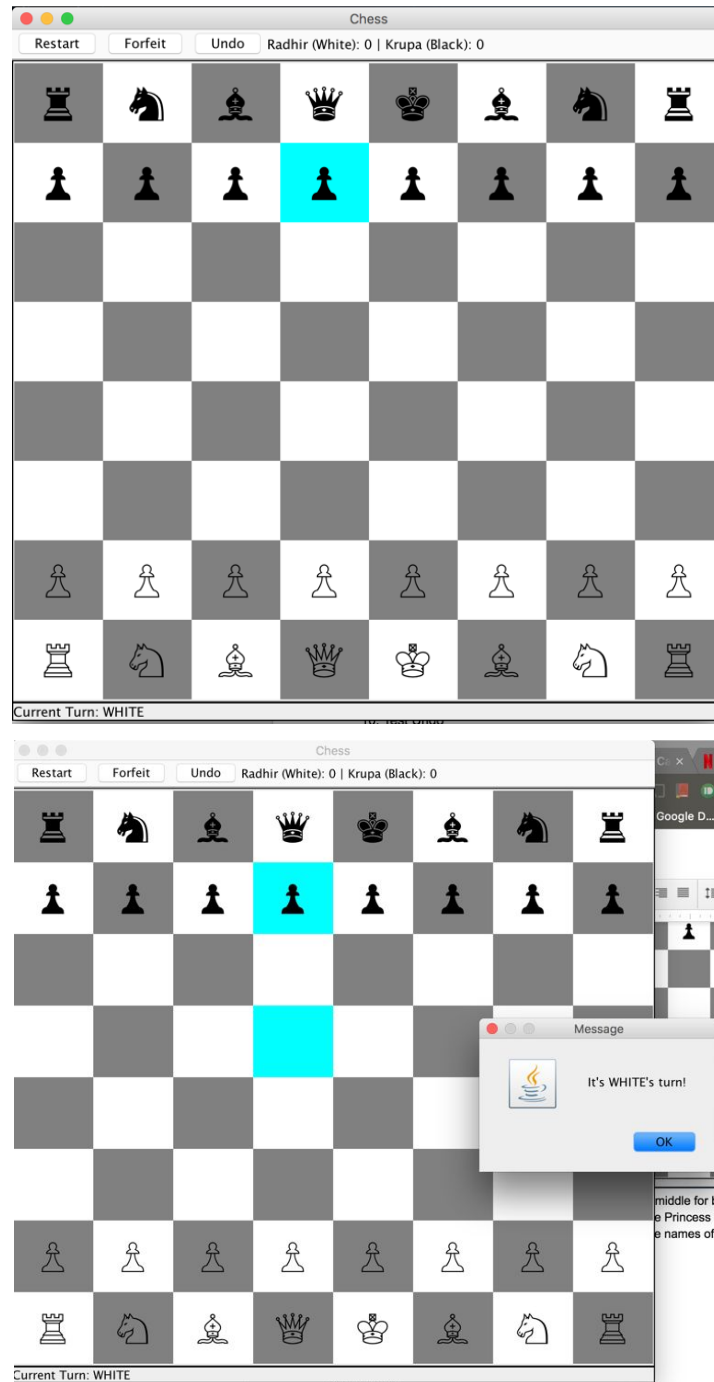 Chess
Restart Forfeit Undo Radhir (White): 0 | Krupa (Black): 0
Current Turn: WHITE
Chess
Restart Forfeit Undo Radhir (White): 0 | Krupa (Black): 0
Google D...
Message
It's WHITE's turn!
OK
middle for
Princess
names of
Current Turn: WHITE